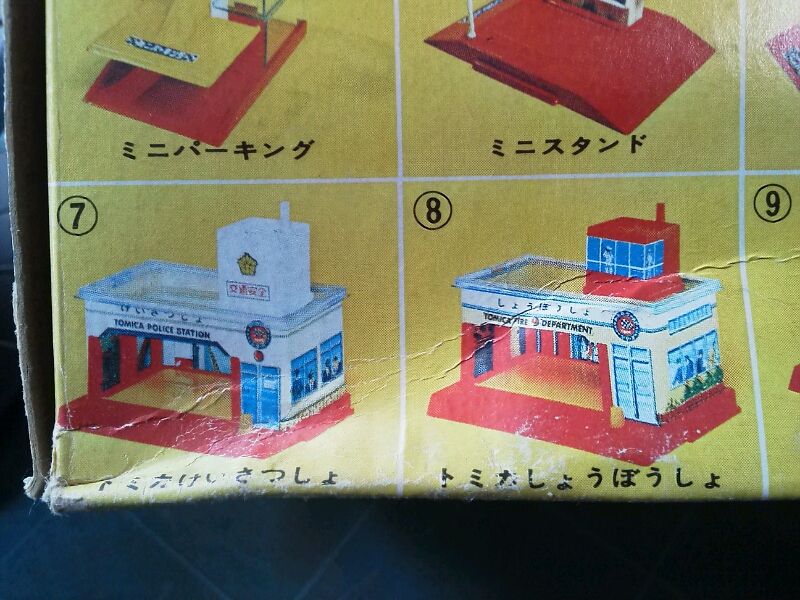 ミニパーキング
ミニスタンド
⑦
交通安全
けいさつしょ
TOMICA POLICE STATION
トミカけいさつしょ
⑧
しょうぼうしょ
TOMICA FIRE DEPARTMENT
トミカしょうぼうしょ
⑨